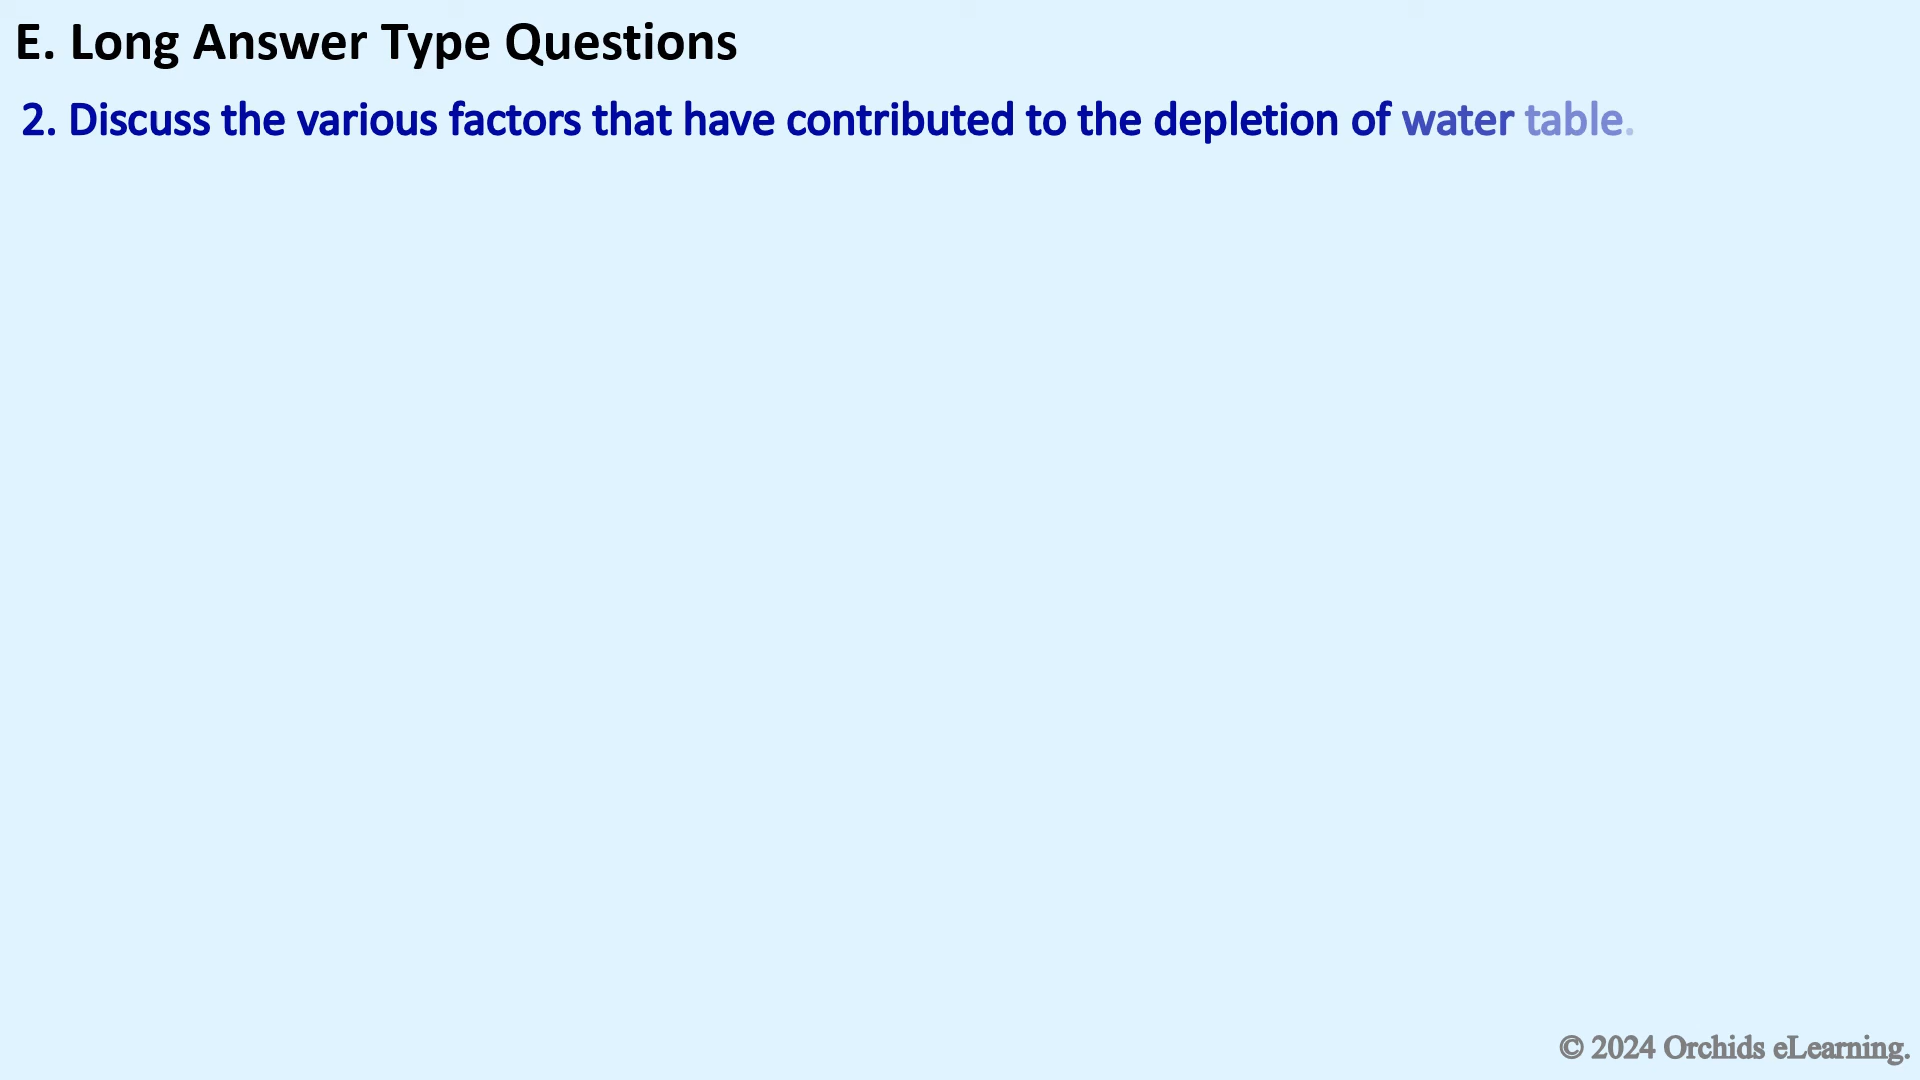 E. Long Answer Type Questions
2. Discuss the various factors that have contributed to the depletion of water table.
© 2024 Orchids eLearning.